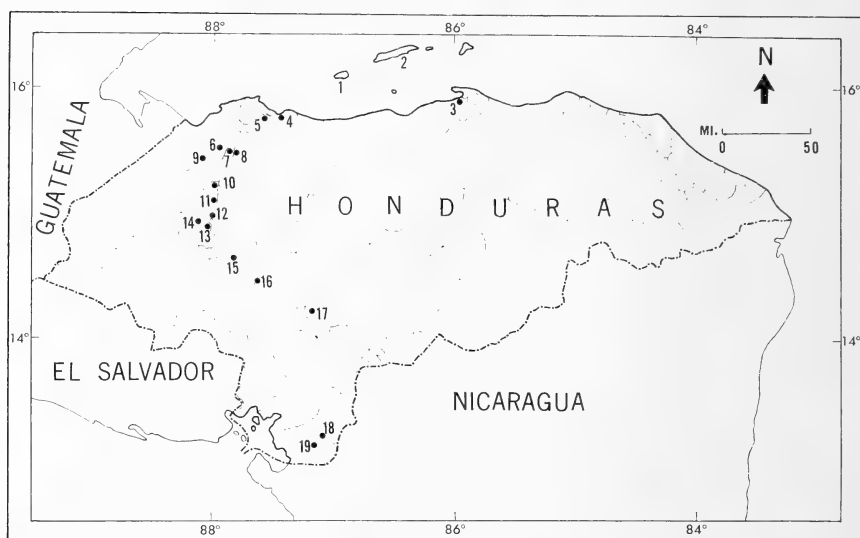 88° 86° 84°
16° 16°
N
MI.
0 50
1
2
3
4
5
6
7
8
9
10
11
12
13
14
15
16
17
18
19
GUATEMALA
HONDURAS
14° 14°
EL SALVADOR
NICARAGUA
88° 86° 84°